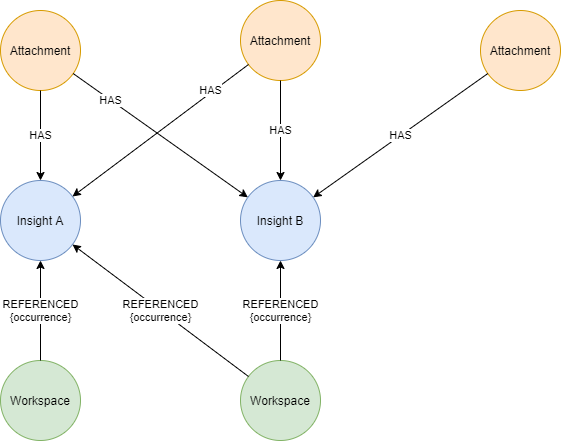 Attachment
Attachment
Attachment
HAS
HAS
HAS
HAS
HAS
Insight A
Insight B
REFERENCED
{occurrence}
REFERENCED
{occurrence}
REFERENCED
{occurrence}
Workspace
Workspace